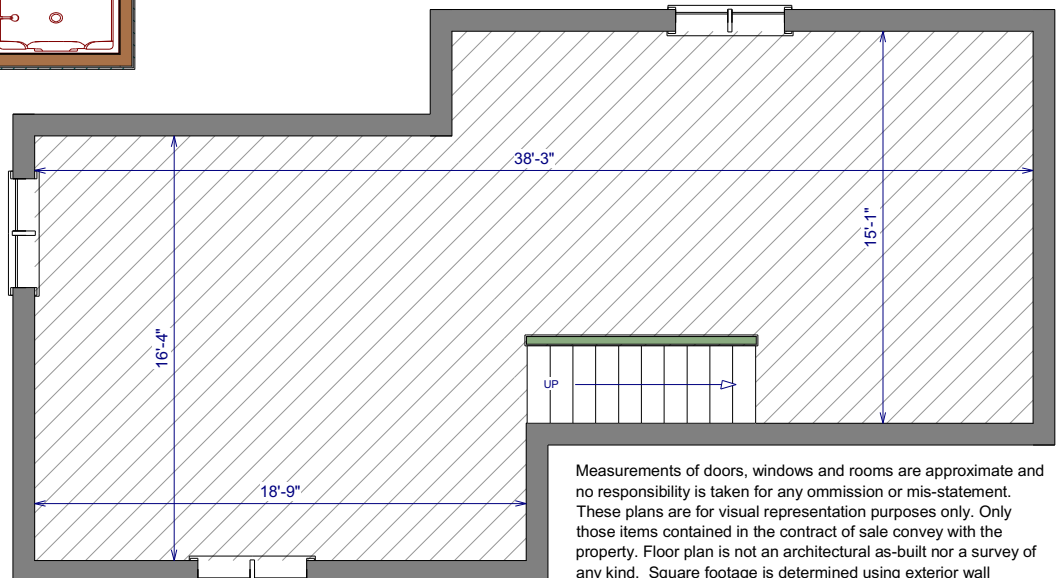 38'-3"
15'-1"
16'-4"
UP
18'-9"
Measurements of doors, windows and rooms are approximate and
no responsibility is taken for any ommission or mis-statement.
These plans are for visual representation purposes only. Only
those items contained in the contract of sale convey with the
property. Floor plan is not an architectural as-built nor a survey of
any kind. Square footage is determined using exterior wall